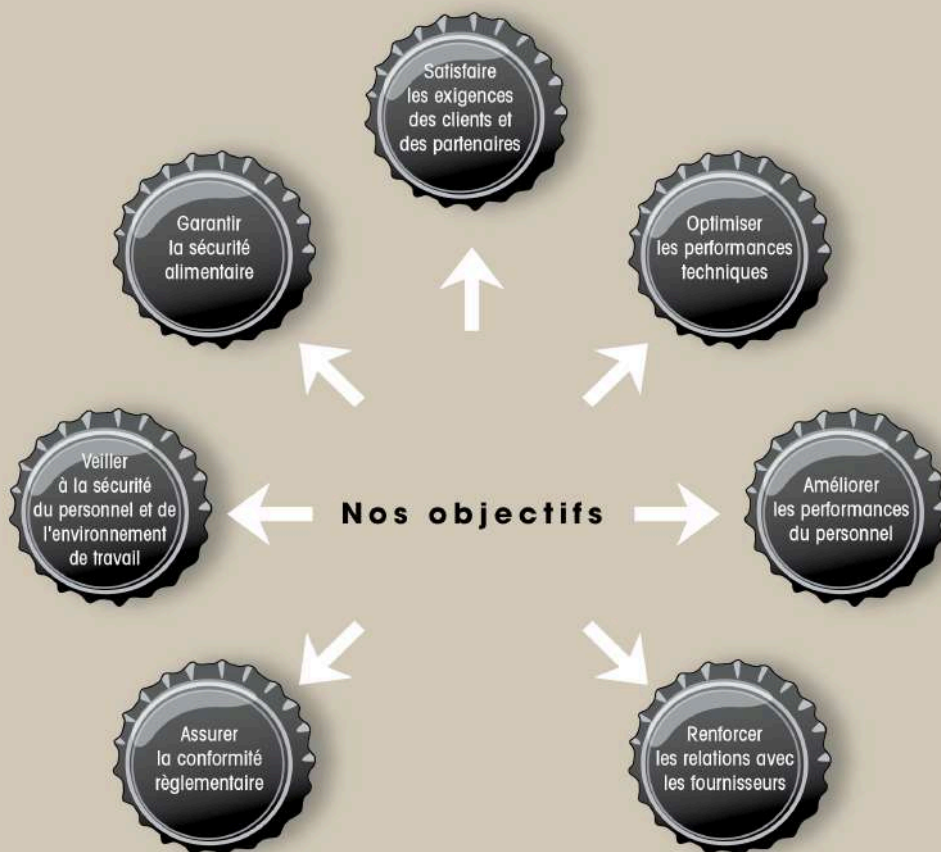 Satisfaire
les exigences
des clients et
des partenaires
Garantir
la sécurité
alimentaire
Optimiser
les performances
techniques
Veiller
à la sécurité
du personnel et de
l'environnement
de travail
Nos objectifs
Améliorer
les performances
du personnel
Assurer
la conformité
règlementaire
Renforcer
les relations avec
les fournisseurs